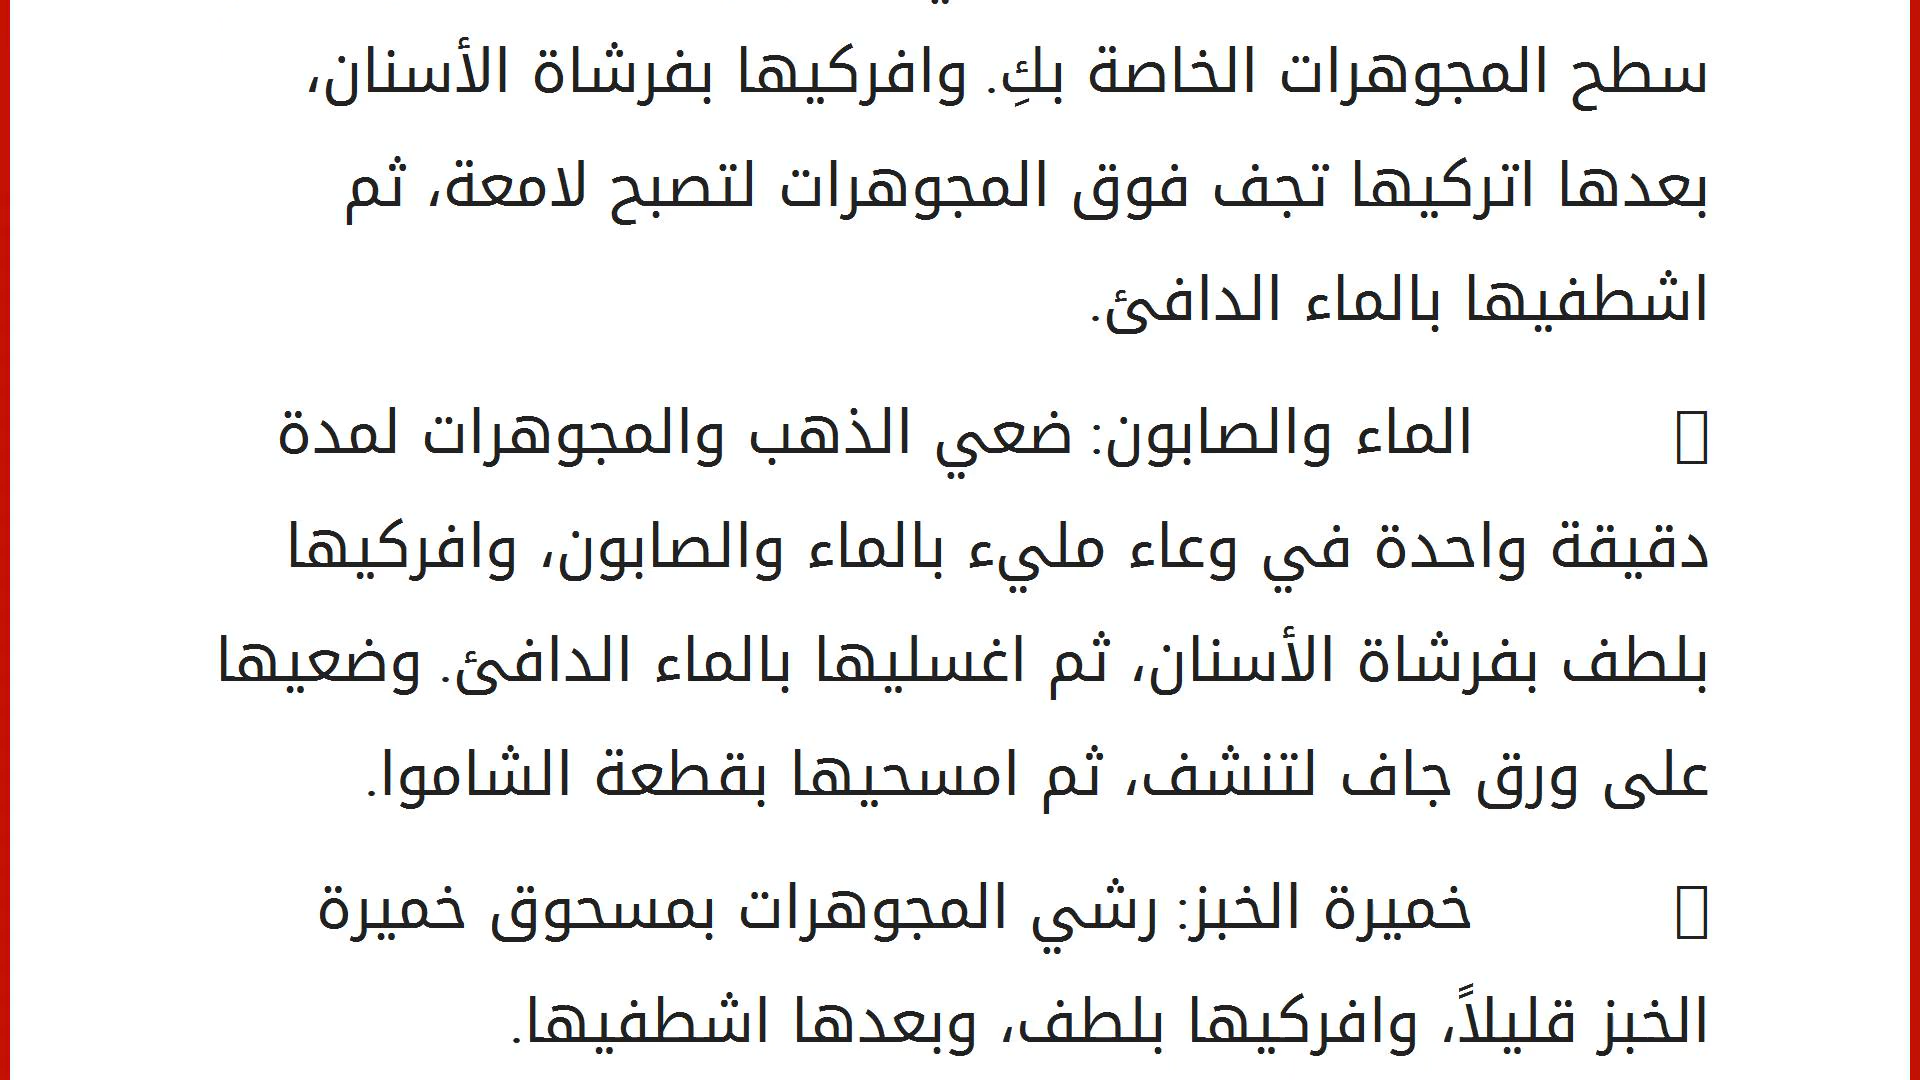 سطح المجوهرات الخاصة بكِ. وافركيها بفرشاة الأسنان،
بعدها اتركيها تجف فوق المجوهرات لتصبح لامعة، ثم
اشطفيها بالماء الدافئ.
الماء والصابون: ضعي الذهب والمجوهرات لمدة
دقيقة واحدة في وعاء مليء بالماء والصابون، وافركيها
بلطف بفرشاة الأسنان، ثم اغسليها بالماء الدافئ. وضعيها
على ورق جاف لتنشف، ثم امسحيها بقطعة الشاموا.
خميرة الخبز: رشي المجوهرات بمسحوق خميرة
الخبز قليلاً، وافركيها بلطف، وبعدها اشطفيها.